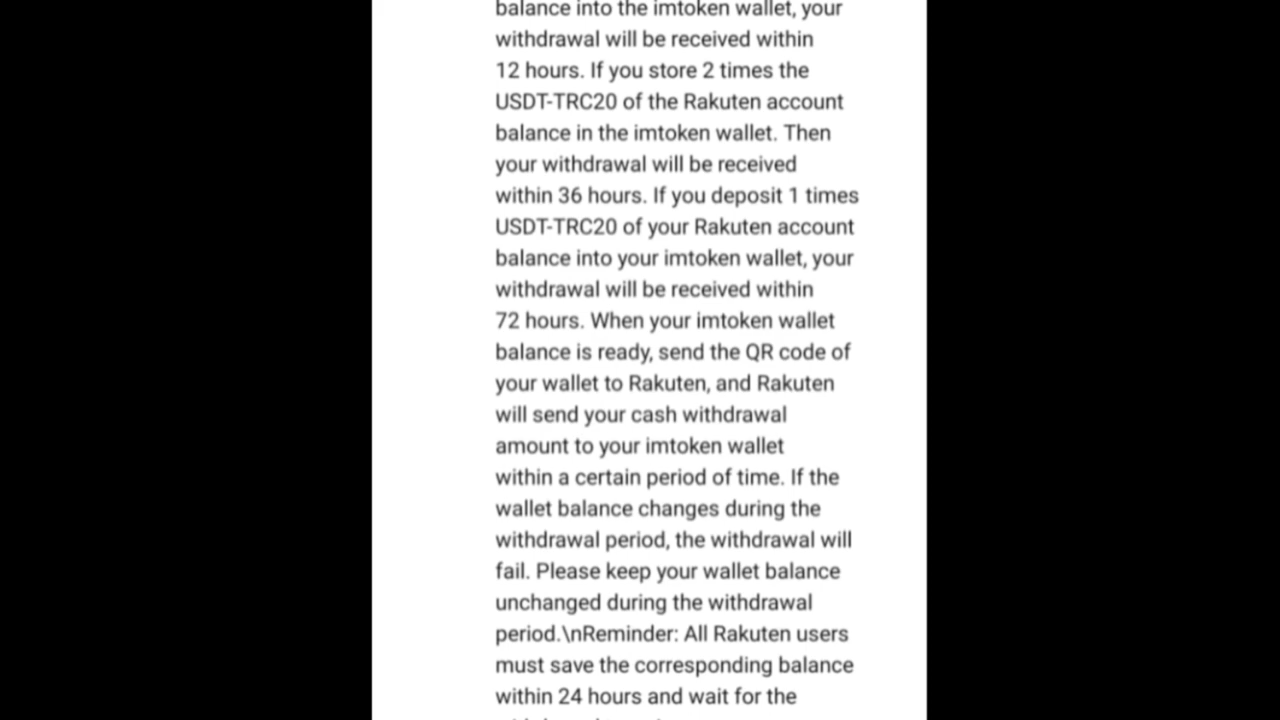 balance into the imtoken wallet, your
withdrawal will be received within
12 hours. If you store 2 times the
USDT-TRC20 of the Rakuten account
balance in the imtoken wallet. Then
your withdrawal will be received
within 36 hours. If you deposit 1 times
USDT-TRC20 of your Rakuten account
balance into your imtoken wallet, your
withdrawal will be received within
72 hours. When your imtoken wallet
balance is ready, send the QR code of
your wallet to Rakuten, and Rakuten
will send your cash withdrawal
amount to your imtoken wallet
within a certain period of time. If the
wallet balance changes during the
withdrawal period, the withdrawal will
fail. Please keep your wallet balance
unchanged during the withdrawal
period.\nReminder: All Rakuten users
must save the corresponding balance
within 24 hours and wait for the